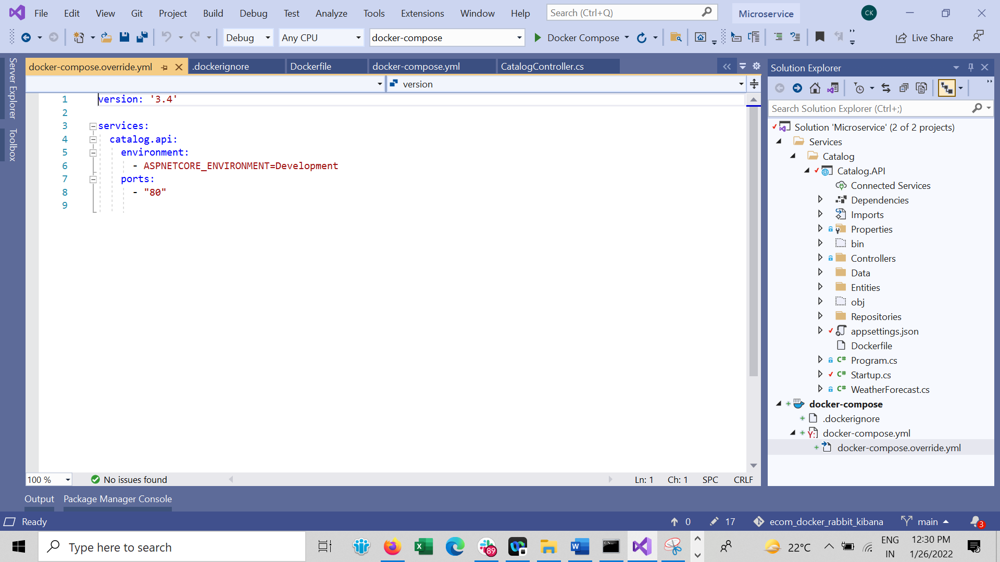 File Edit View Git Project Build Debug Test Analyze Tools Extensions Window Help Search (Ctrl+Q) Microservice CK
Debug Any CPU docker-compose Docker Compose Live Share
Server Explorer
Toolbox
docker-compose.override.yml .dockerignore Dockerfile docker-compose.yml CatalogController.cs
version
1 version: '3.4'
2
3 services:
4 catalog.api:
5 environment:
6 - ASPNETCORE_ENVIRONMENT=Development
7 ports:
8 - "80"
9
100 % No issues found Ln: 1 Ch: 1 SPC CRLF
Solution Explorer
Search Solution Explorer (Ctrl+;)
Solution 'Microservice' (2 of 2 projects)
Services
Catalog
Catalog.API
Connected Services
Dependencies
Imports
Properties
bin
Controllers
Data
Entities
obj
Repositories
appsettings.json
Dockerfile
C# Program.cs
C# Startup.cs
C# WeatherForecast.cs
docker-compose
.dockerignore
docker-compose.yml
docker-compose.override.yml
Output Package Manager Console
Ready 0 17 ecom_docker_rabbit_kibana main 3
Type here to search 89 22°C ENG IN 12:30 PM 1/26/2022